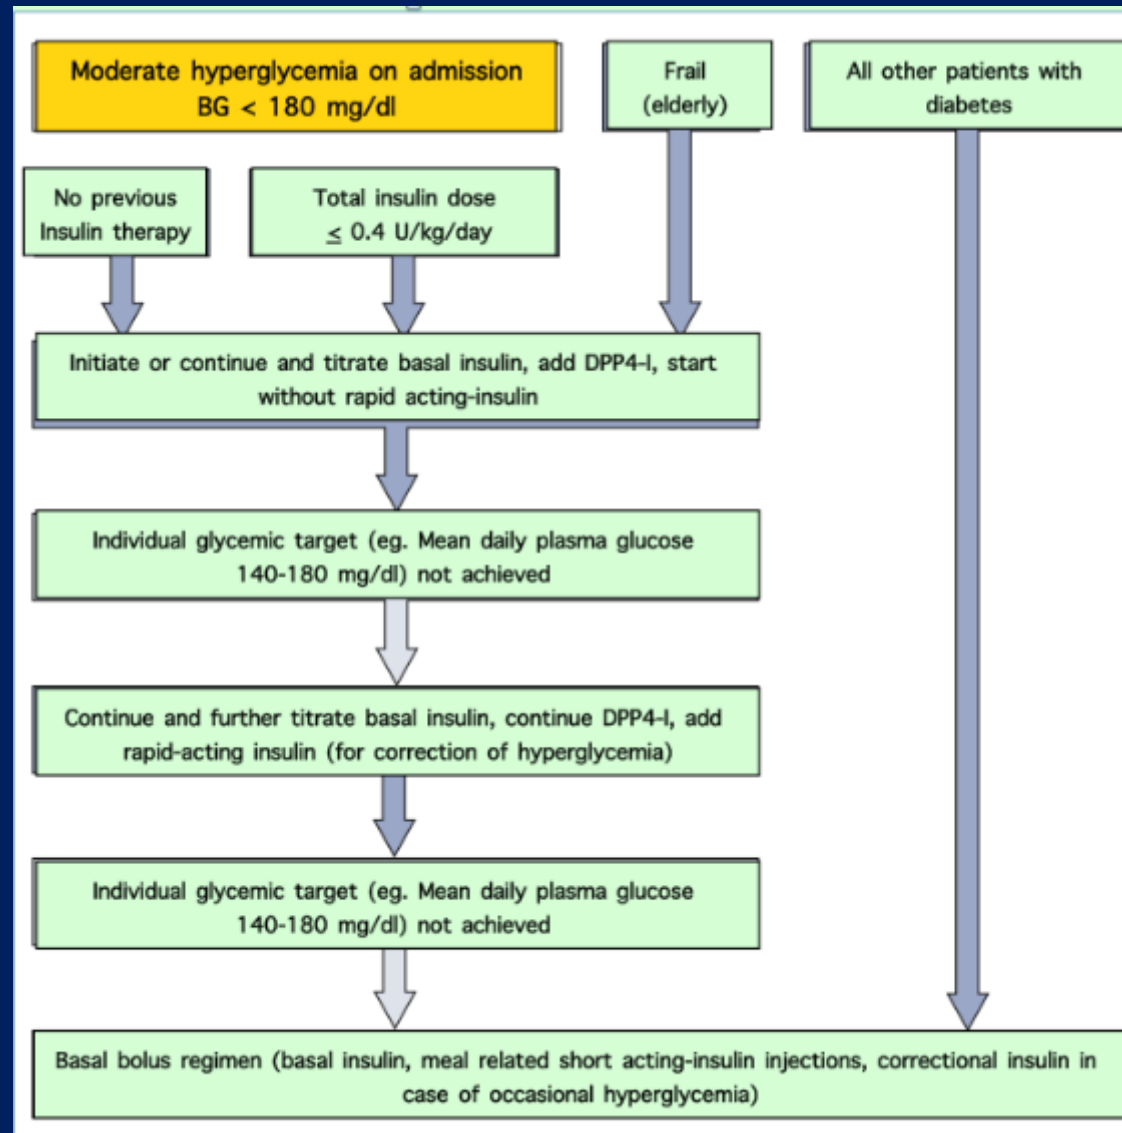 Moderate hyperglycemia on admission
BG < 180 mg/dl
Frail
(elderly)
All other patients with
diabetes
No previous
Insulin therapy
Total insulin dose
≤ 0.4 U/kg/day
Initiate or continue and titrate basal insulin, add DPP4-I, start
without rapid acting-insulin
Individual glycemic target (eg. Mean daily plasma glucose
140-180 mg/dl) not achieved
Continue and further titrate basal insulin, continue DPP4-I, add
rapid-acting insulin (for correction of hyperglycemia)
Individual glycemic target (eg. Mean daily plasma glucose
140-180 mg/dl) not achieved
Basal bolus regimen (basal insulin, meal related short acting-insulin injections, correctional insulin in
case of occasional hyperglycemia)